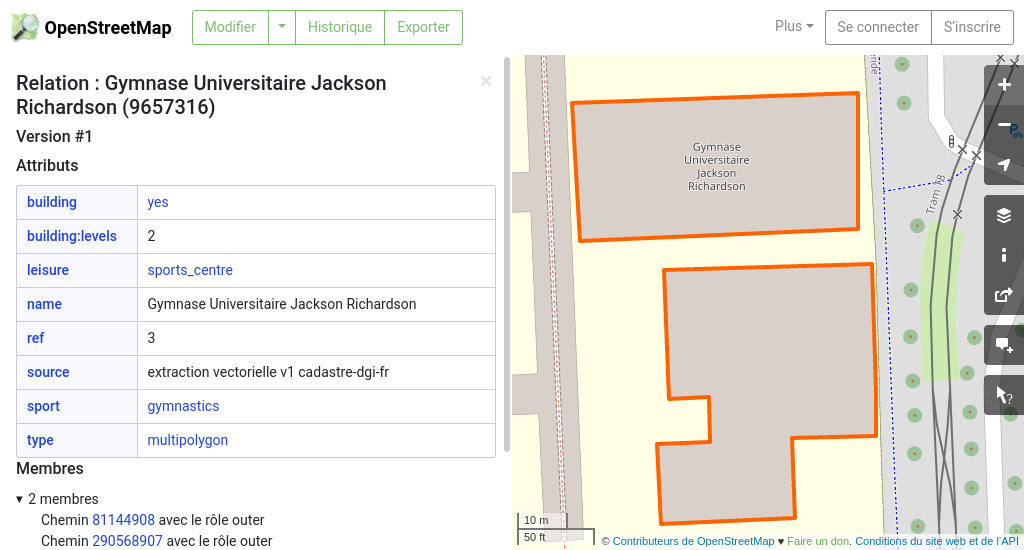 OpenStreetMap
Modifier
Historique
Exporter
Plus
Se connecter
S'inscrire
Relation : Gymnase Universitaire Jackson
Richardson (9657316)
×
Version #1
Attributs
building yes
building:levels 2
leisure sports_centre
name Gymnase Universitaire Jackson Richardson
ref 3
source extraction vectorielle v1 cadastre-dgi-fr
sport gymnastics
type multipolygon
Membres
▾ 2 membres
Chemin 81144908 avec le rôle outer
Chemin 290568907 avec le rôle outer
Gymnase
Universitaire
Jackson
Richardson
Tram T8
10 m
50 ft
© Contributeurs de OpenStreetMap ♥ Faire un don. Conditions du site web et de l'API